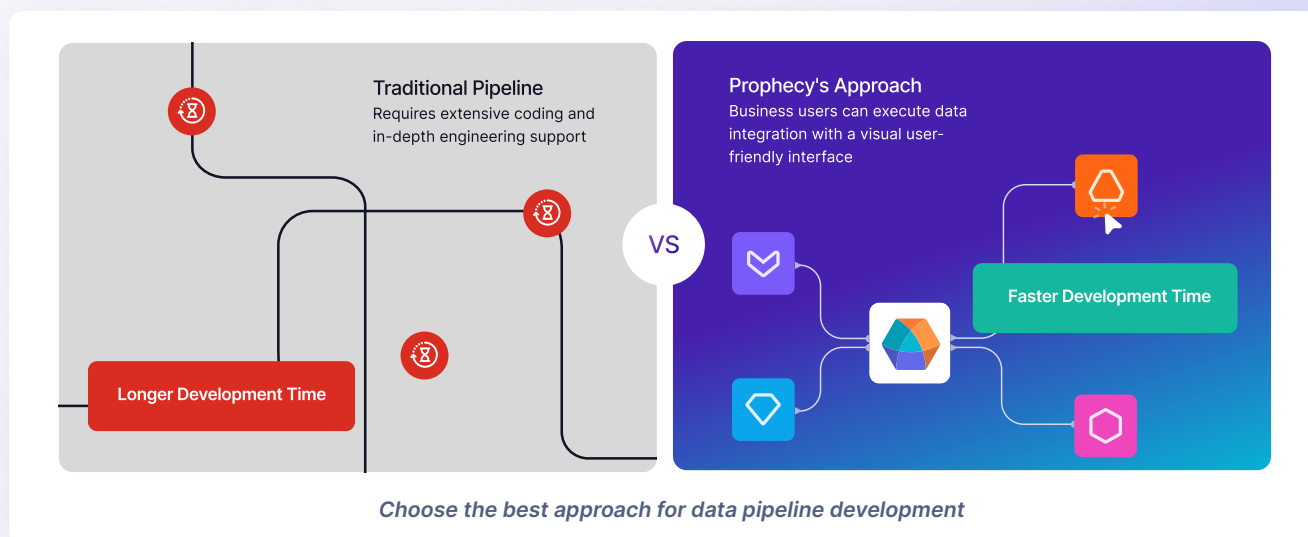 Traditional Pipeline
Requires extensive coding and
in-depth engineering support
Longer Development Time
VS
Prophecy's Approach
Business users can execute data
integration with a visual user-
friendly interface
Faster Development Time
Choose the best approach for data pipeline development